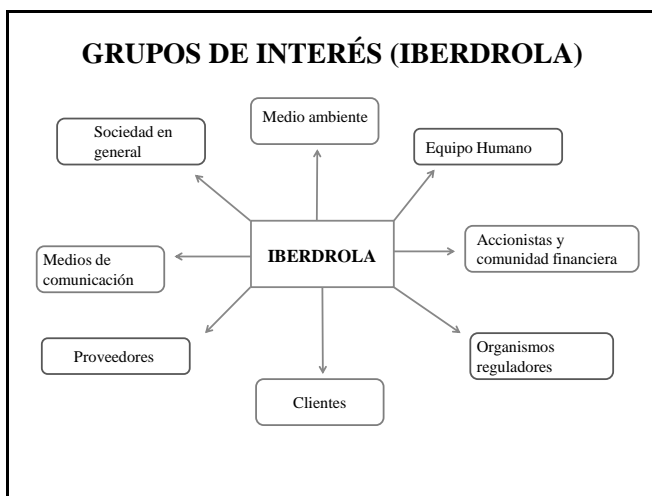 GRUPOS DE INTERÉS (IBERDROLA)
Medio ambiente
Sociedad en
general
Equipo Humano
IBERDROLA
Accionistas y
comunidad financiera
Medios de
comunicación
Proveedores
Organismos
reguladores
Clientes